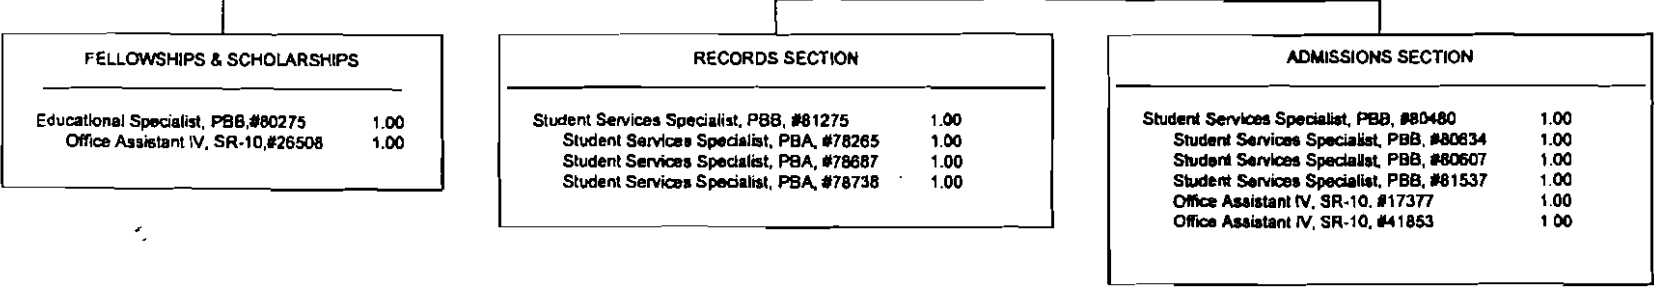 FELLOWSHIPS & SCHOLARSHIPS
Educational Specialist, PBB,#80275 1.00
Office Assistant IV, SR-10,#26508 1.00
RECORDS SECTION
Student Services Specialist, PBB, #81275 1.00
Student Services Specialist, PBA, #78265 1.00
Student Services Specialist, PBA, #78687 1.00
Student Services Specialist, PBA, #78738 1.00
ADMISSIONS SECTION
Student Services Specialist, PBB, #80480 1.00
Student Services Specialist, PBB, #80634 1.00
Student Services Specialist, PBB, #80607 1.00
Student Services Specialist, PBB, #81537 1.00
Office Assistant IV, SR-10, #17377 1.00
Office Assistant IV, SR-10, #41853 1 00